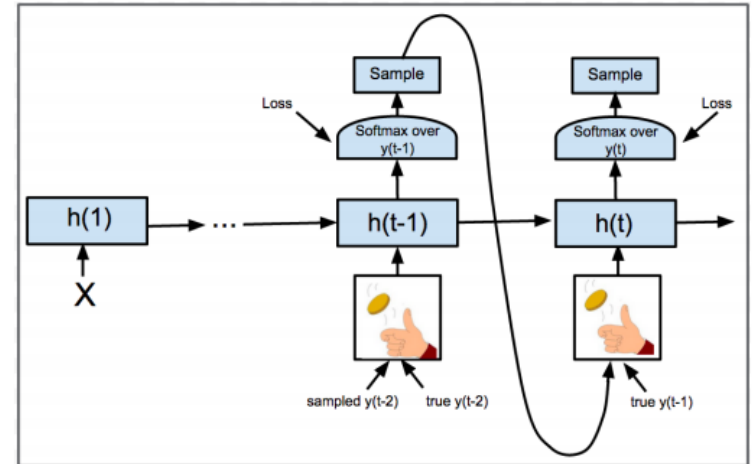 Sample
Sample
Loss
Loss
Softmax over
y(t-1)
Softmax over
y(t)
h(1)
...
h(t-1)
h(t)
X
sampled y(t-2)
true y(t-2)
true y(t-1)